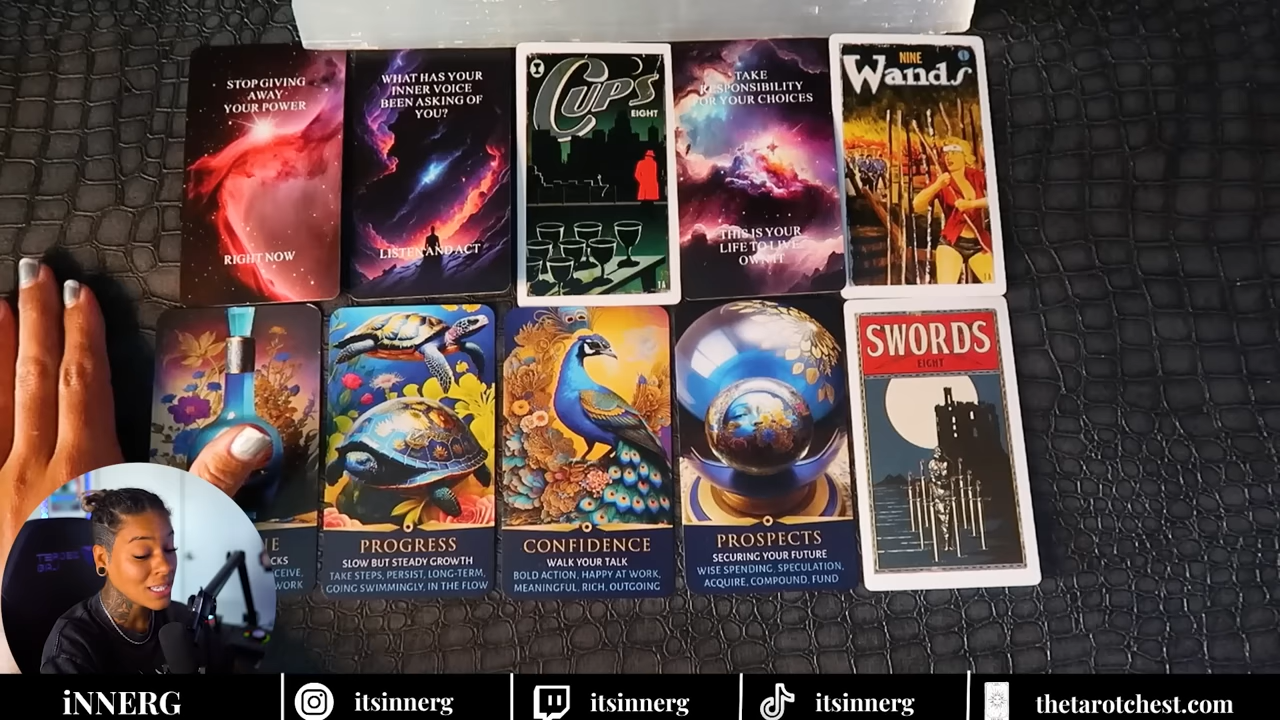 STOP GIVING
AWAY
YOUR POWER
RIGHT NOW
WHAT HAS YOUR
INNER VOICE
BEEN ASKING OF
YOU?
LISTEN AND ACT
CUPS
EIGHT
TAKE
RESPONSIBILITY
FOR YOUR CHOICES
THIS IS YOUR
LIFE TO LIVE
OWN IT
NINE
Wands
PROGRESS
SLOW BUT STEADY GROWTH
TAKE STEPS, PERSIST, LONG-TERM,
GOING SWIMMINGLY, IN THE FLOW
CONFIDENCE
WALK YOUR TALK
BOLD ACTION, HAPPY AT WORK,
MEANINGFUL, RICH, OUTGOING
PROSPECTS
SECURING YOUR FUTURE
WISE SPENDING, SPECULATION,
ACQUIRE, COMPOUND, FUND
SWORDS
EIGHT
iNNERG
itsinnerg
itsinnerg
itsinnerg
thetarotchest.com